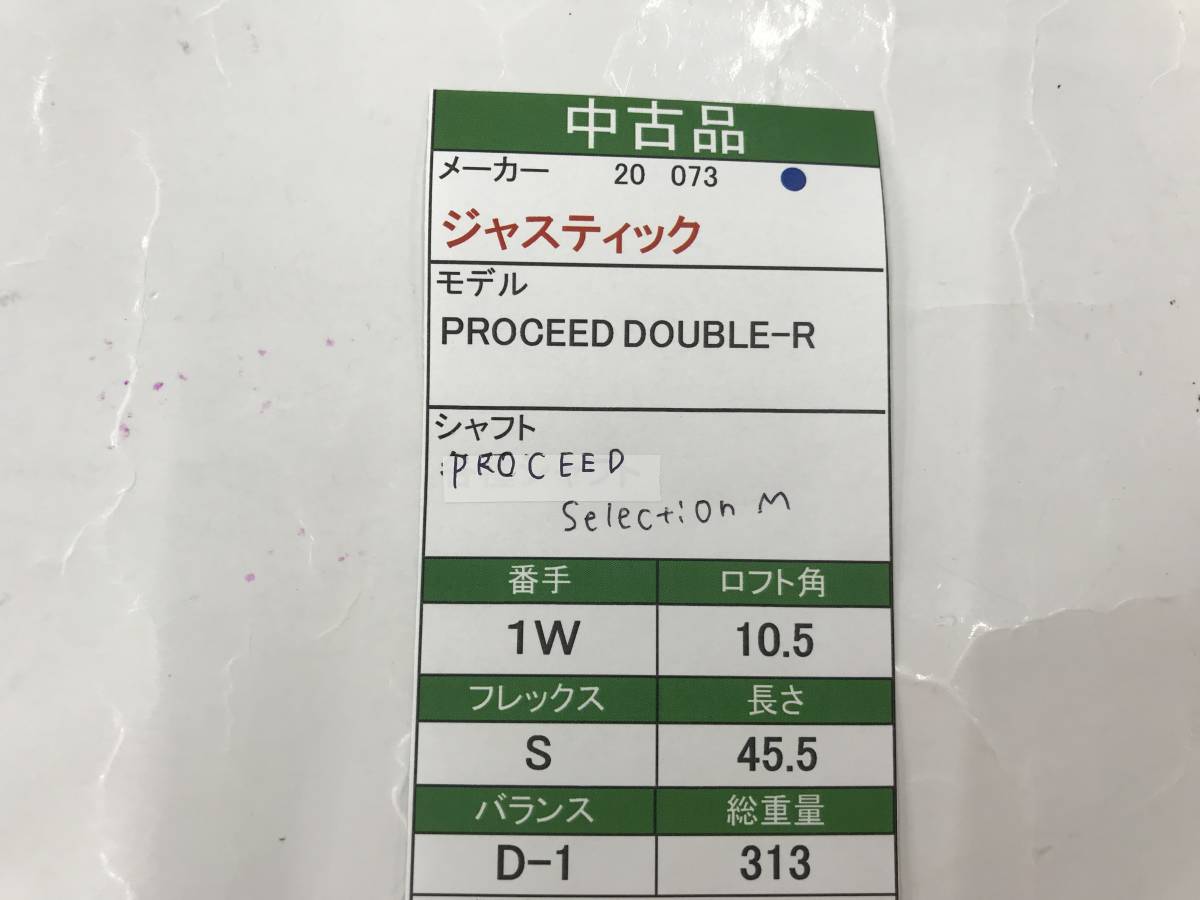 中古品
メーカー 20 073
ジャスティック
モデル
PROCEED DOUBLE-R
シャフト
PROCEED
Selection M
番手 ロフト角
1W 10.5
フレックス 長さ
S 45.5
バランス 総重量
D-1 313